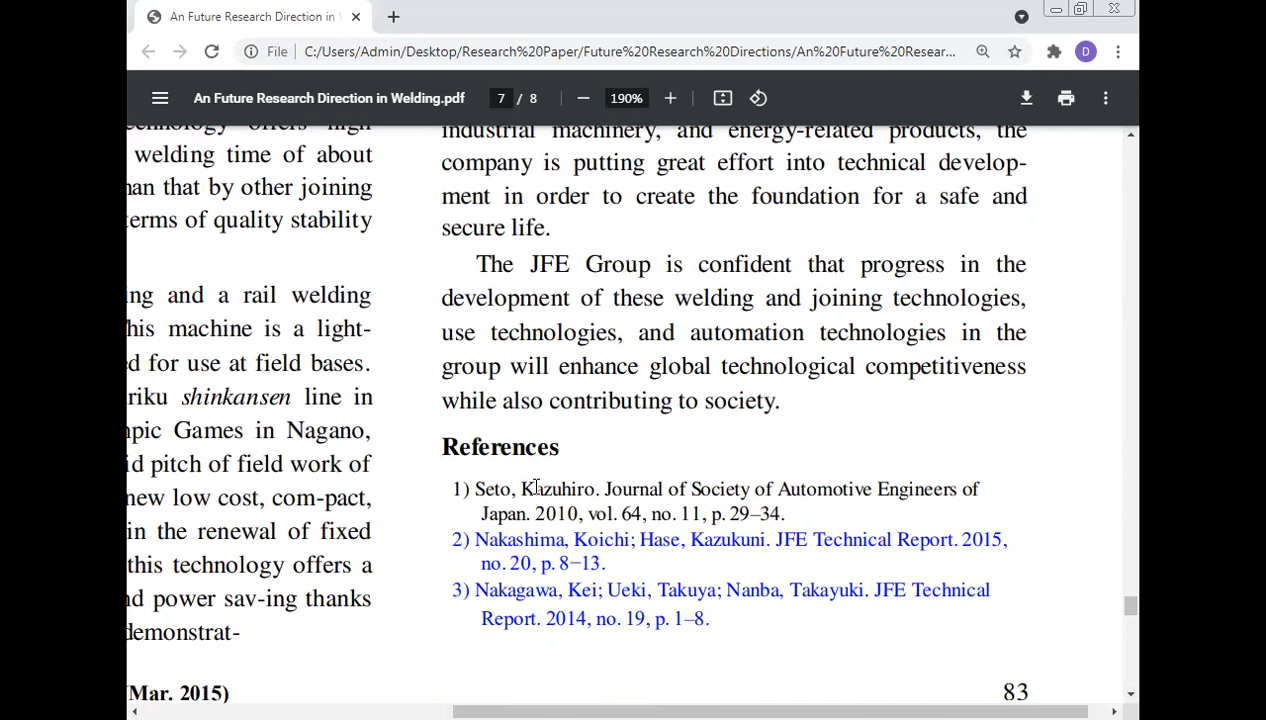 An Future Research Direction in
File C:/Users/Admin/Desktop/Research%20Paper/Future%20Research%20Directions/An%20Future%20Resear...
D
An Future Research Direction in Welding.pdf
7 / 8
190%
offers high
welding time of about
han that by other joining
terms of quality stability
ing and a rail welding
his machine is a light-
ed for use at field bases.
riku shinkansen line in
npic Games in Nagano,
id pitch of field work of
new low cost, com-pact,
in the renewal of fixed
this technology offers a
nd power sav-ing thanks
demonstrat-
(Mar. 2015)
industrial machinery, and energy-related products, the
company is putting great effort into technical develop-
ment in order to create the foundation for a safe and
secure life.
The JFE Group is confident that progress in the
development of these welding and joining technologies,
use technologies, and automation technologies in the
group will enhance global technological competitiveness
while also contributing to society.
References
1) Seto, Kazuhiro. Journal of Society of Automotive Engineers of
Japan. 2010, vol. 64, no. 11, p. 29–34.
2) Nakashima, Koichi; Hase, Kazukuni. JFE Technical Report. 2015,
no. 20, p. 8−13.
3) Nakagawa, Kei; Ueki, Takuya; Nanba, Takayuki. JFE Technical
Report. 2014, no. 19, p. 1–8.
83